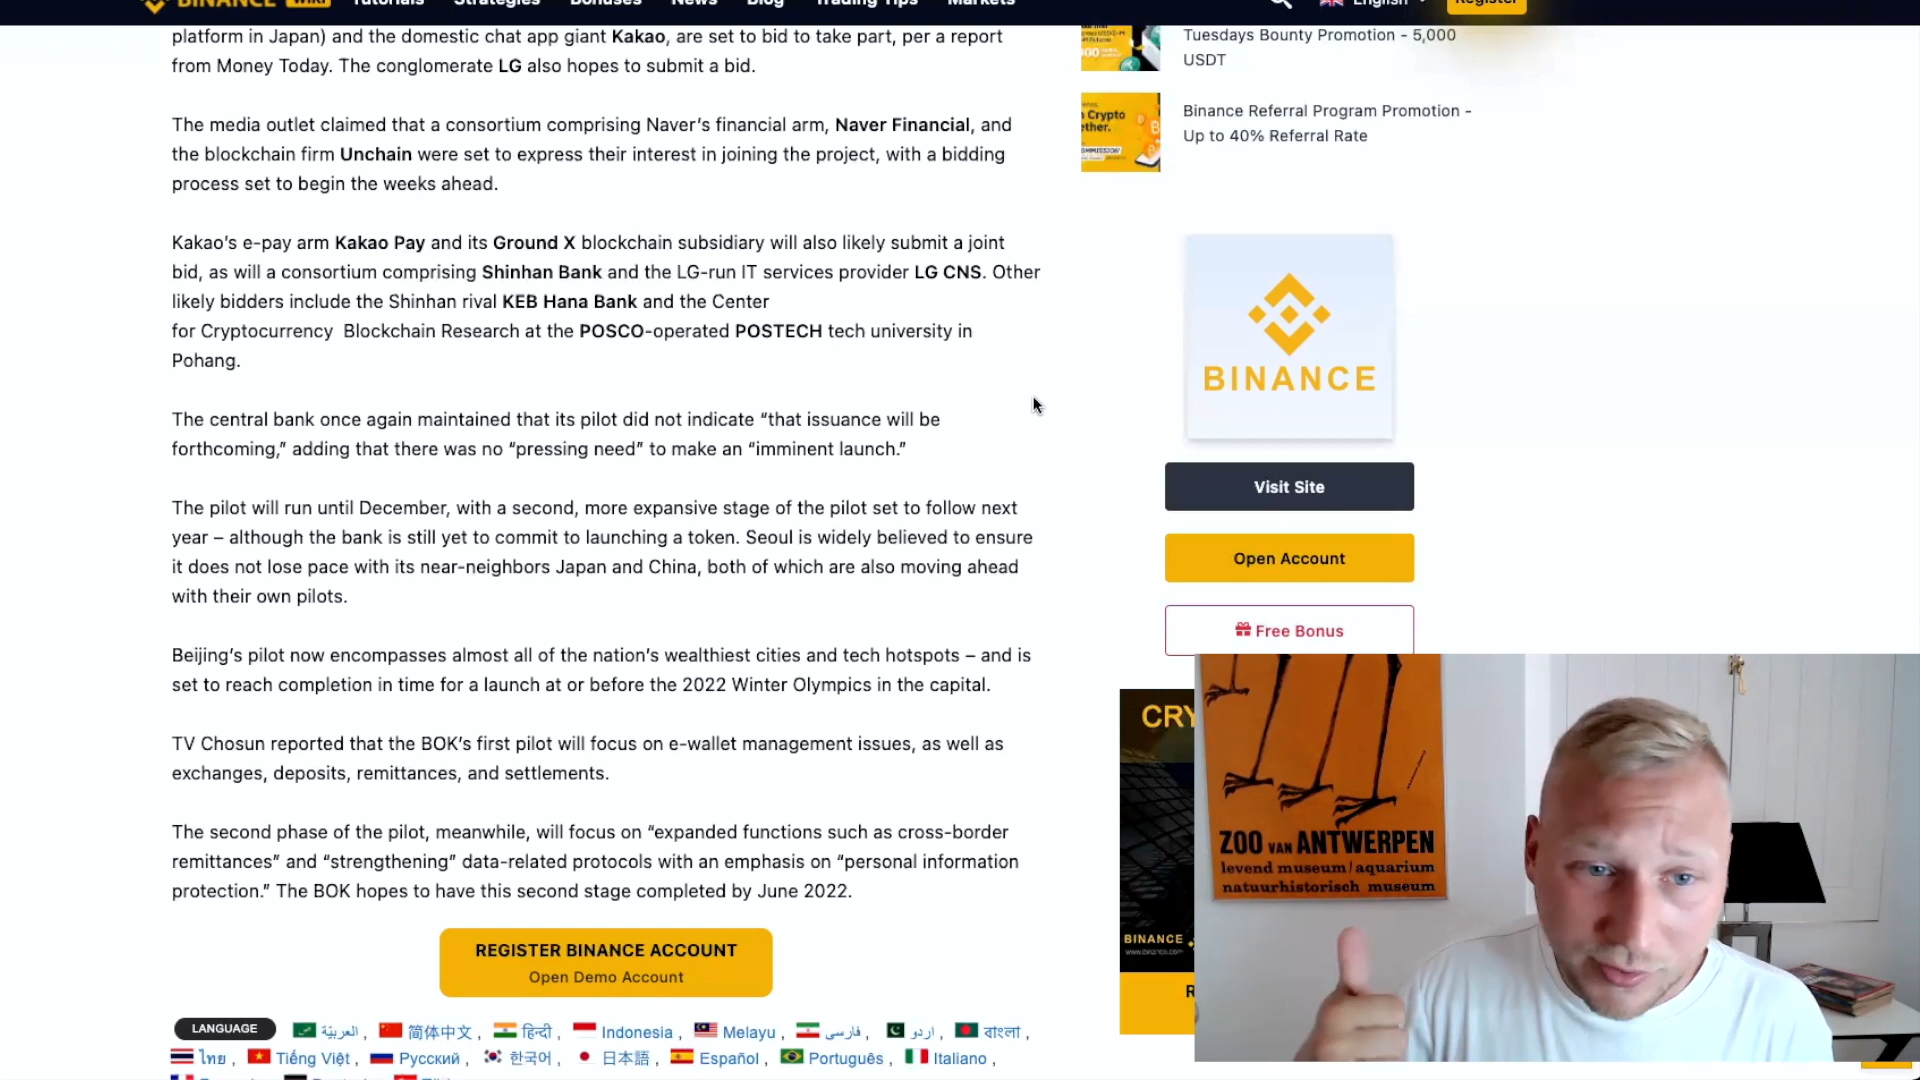 BINANCE WIKI Tutorials Strategies Bonuses News Blog Trading Tips Markets English Register
platform in Japan) and the domestic chat app giant Kakao, are set to bid to take part, per a report
from Money Today. The conglomerate LG also hopes to submit a bid.
The media outlet claimed that a consortium comprising Naver’s financial arm, Naver Financial, and
the blockchain firm Unchain were set to express their interest in joining the project, with a bidding
process set to begin the weeks ahead.
Kakao’s e-pay arm Kakao Pay and its Ground X blockchain subsidiary will also likely submit a joint
bid, as will a consortium comprising Shinhan Bank and the LG-run IT services provider LG CNS. Other
likely bidders include the Shinhan rival KEB Hana Bank and the Center
for Cryptocurrency  Blockchain Research at the POSCO-operated POSTECH tech university in
Pohang.
The central bank once again maintained that its pilot did not indicate “that issuance will be
forthcoming,” adding that there was no “pressing need” to make an “imminent launch.”
The pilot will run until December, with a second, more expansive stage of the pilot set to follow next
year – although the bank is still yet to commit to launching a token. Seoul is widely believed to ensure
it does not lose pace with its near-neighbors Japan and China, both of which are also moving ahead
with their own pilots.
Beijing’s pilot now encompasses almost all of the nation’s wealthiest cities and tech hotspots – and is
set to reach completion in time for a launch at or before the 2022 Winter Olympics in the capital.
TV Chosun reported that the BOK’s first pilot will focus on e-wallet management issues, as well as
exchanges, deposits, remittances, and settlements.
The second phase of the pilot, meanwhile, will focus on “expanded functions such as cross-border
remittances” and “strengthening” data-related protocols with an emphasis on “personal information
protection.” The BOK hopes to have this second stage completed by June 2022.
REGISTER BINANCE ACCOUNT
Open Demo Account
LANGUAGE العربيّة , 简体中文 , हिन्दी , Indonesia , Melayu , فارسی , اردو , বাংলা ,
ไทย , Tiếng Việt , Русский , 한국어 , 日本語 , Español , Português , Italiano ,
Tuesdays Bounty Promotion - 5,000
USDT
Crypto
Binance Referral Program Promotion -
Up to 40% Referral Rate
BINANCE
Visit Site
Open Account
Free Bonus
CRY
BINANCE
www.binance.com
R
ZOO VAN ANTWERPEN
levend museum/aquarium
natuurhistorisch museum